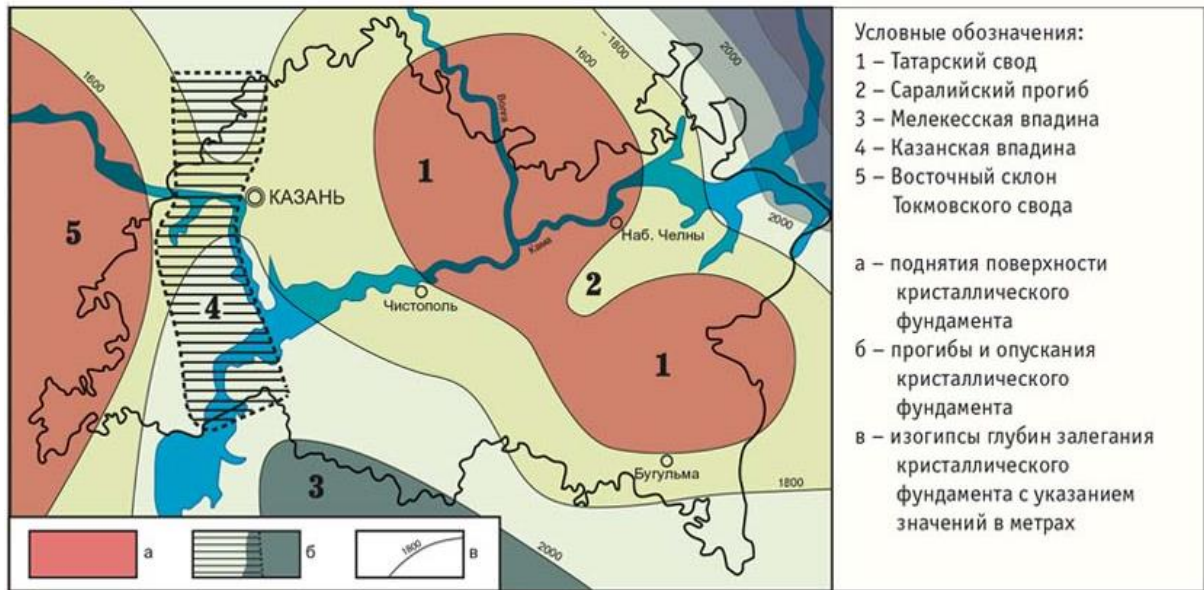 1600
– 1800
1600
2000
Волга
1
КАЗАНЬ
5
Наб. Челны
2000
Кама
2
4
Чистополь
1
Бугульма
3
1800
2000
а
б
1800
в
Условные обозначения:
1 – Татарский свод
2 – Саралийский прогиб
3 – Мелекесская впадина
4 – Казанская впадина
5 – Восточный склон
Токмовского свода
а – поднятия поверхности
кристаллического
фундамента
б – прогибы и опускания
кристаллического
фундамента
в – изогипсы глубин залегания
кристаллического
фундамента с указанием
значений в метрах